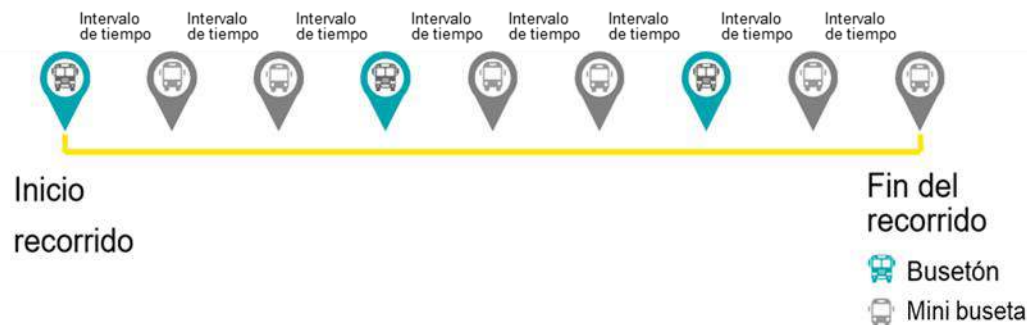 Intervalo
de tiempo
Intervalo
de tiempo
Intervalo
de tiempo
Intervalo
de tiempo
Intervalo
de tiempo
Intervalo
de tiempo
Intervalo
de tiempo
Intervalo
de tiempo
Inicio
recorrido
Fin del
recorrido
Busetón
Mini buseta